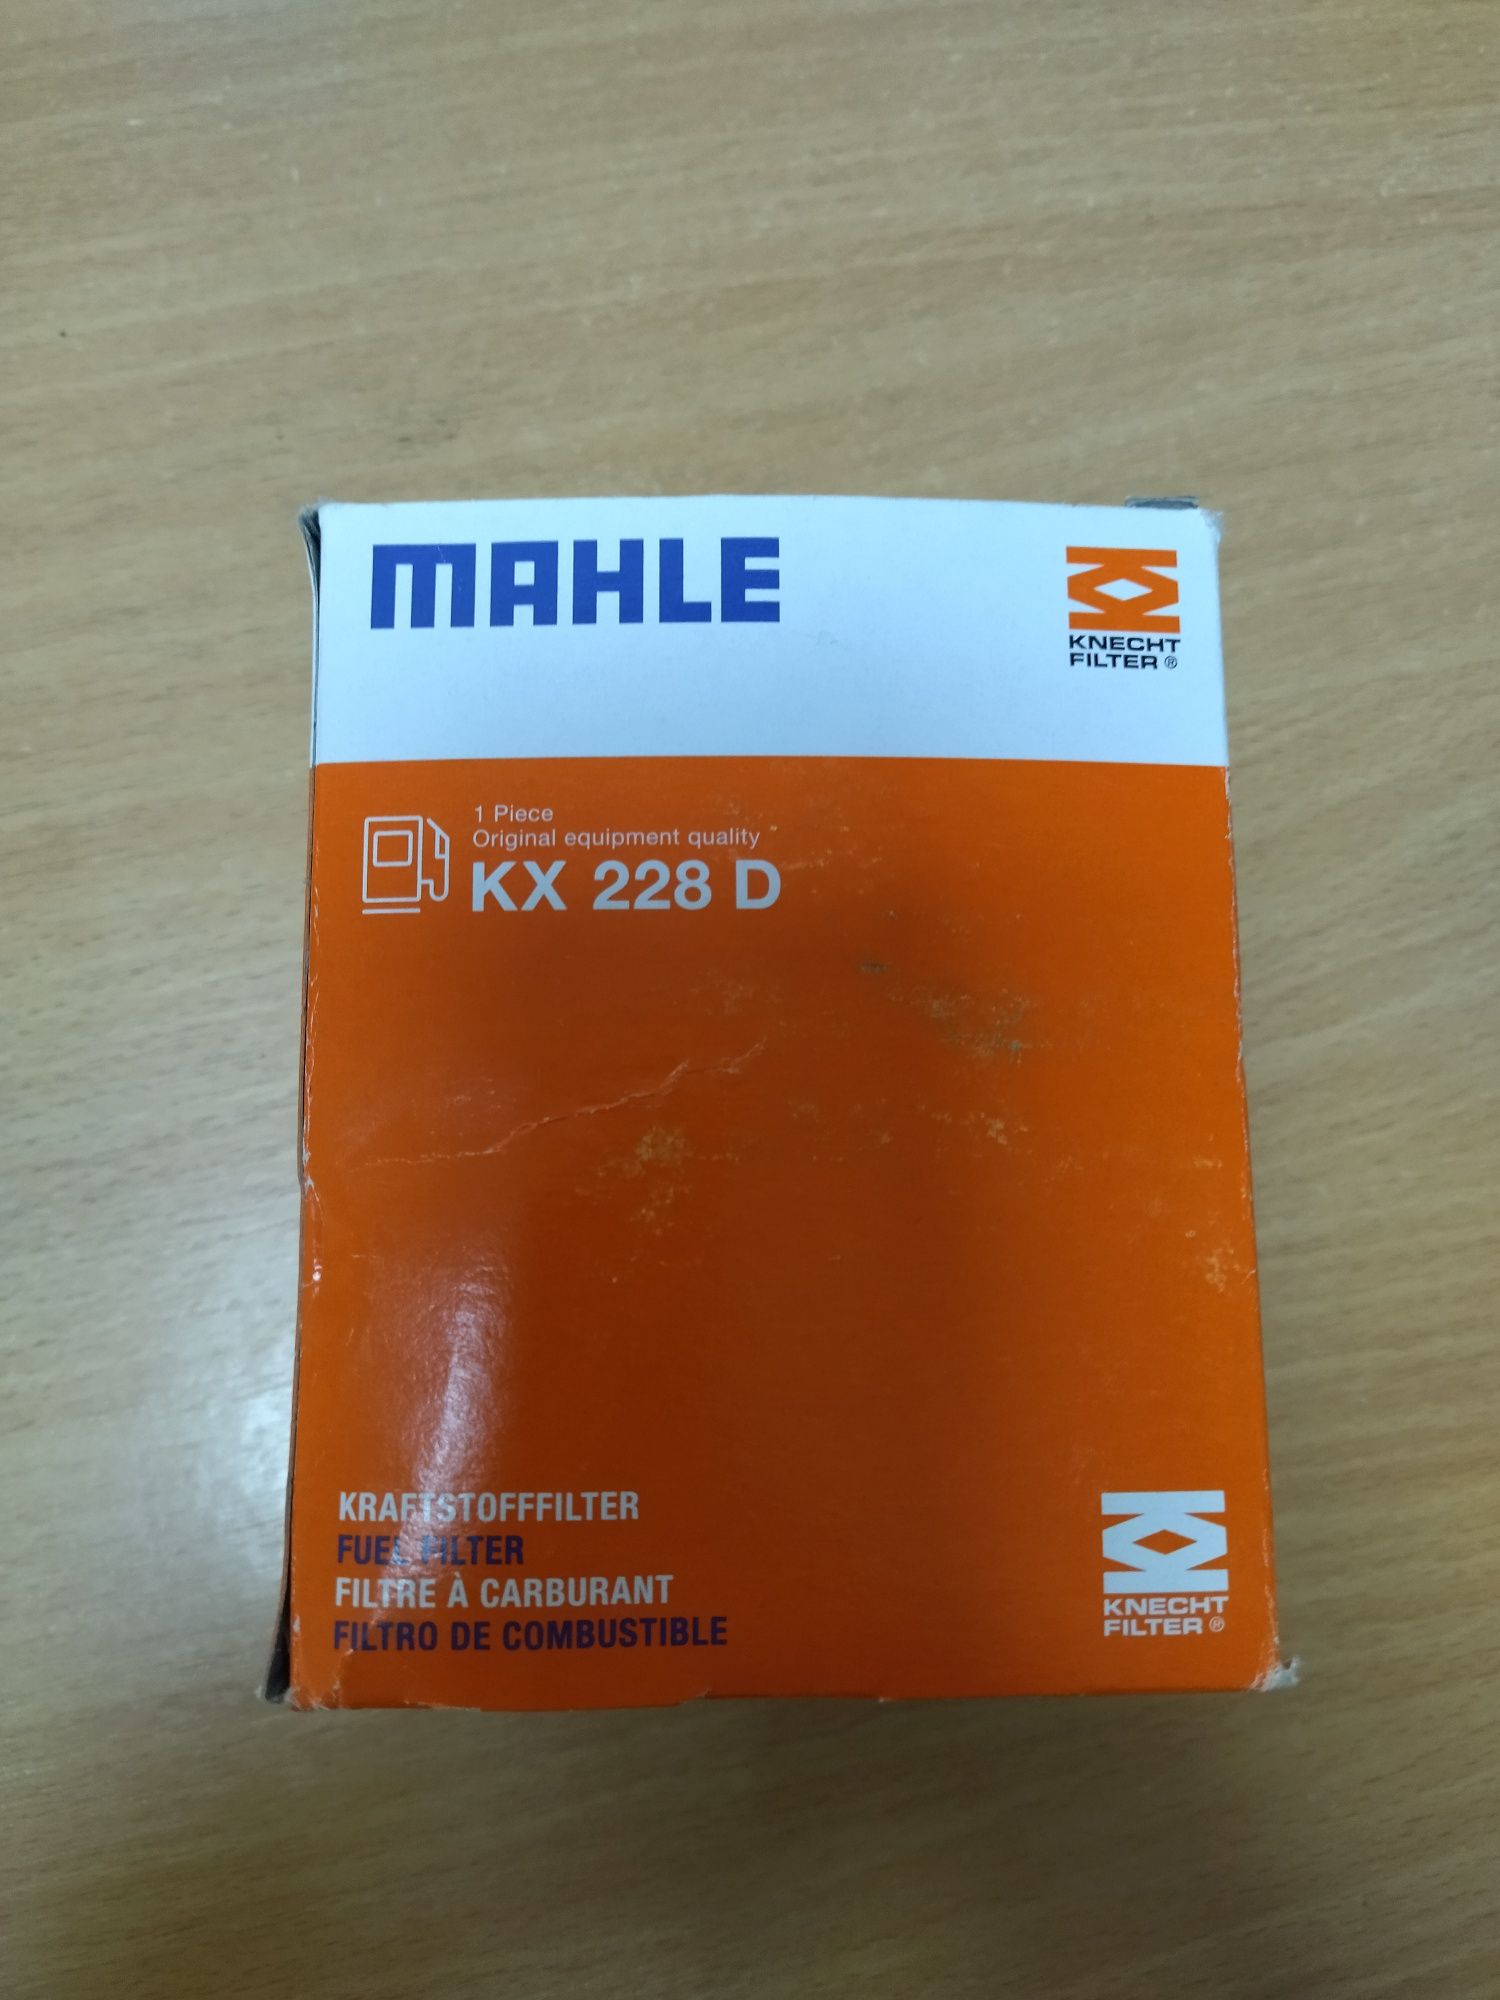 MAHLE
KNECHT
FILTER®
1 Piece
Original equipment quality
KX 228 D
KRAFTSTOFFFILTER
FUEL FILTER
FILTRE À CARBURANT
FILTRO DE COMBUSTIBLE
KNECHT
FILTER®